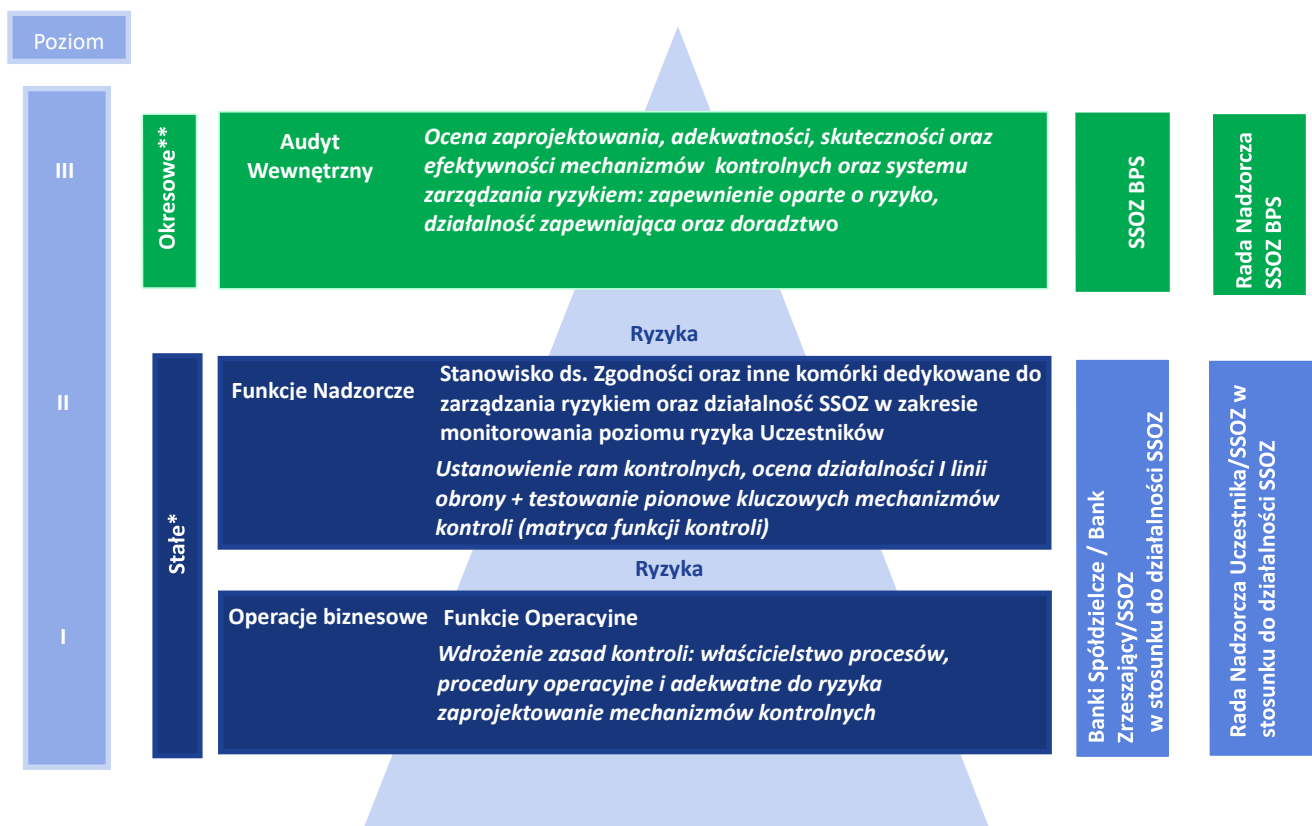 Poziom
III
Okresowe**
Audyt
Wewnętrzny
Ocena zaprojektowania, adekwatności, skuteczności oraz
efektywności mechanizmów kontrolnych oraz systemu
zarządzania ryzykiem: zapewnienie oparte o ryzyko,
działalność zapewniająca oraz doradztwo
SSOZ BPS
Rada Nadzorcza
SSOZ BPS
Ryzyka
II
Stałe*
Funkcje Nadzorcze
Stanowisko ds. Zgodności oraz inne komórki dedykowane do
zarządzania ryzykiem oraz działalność SSOZ w zakresie
monitorowania poziomu ryzyka Uczestników
Ustanowienie ram kontrolnych, ocena działalności I linii
obrony + testowanie pionowe kluczowych mechanizmów
kontroli (matryca funkcji kontroli)
Ryzyka
I
Operacje biznesowe
Funkcje Operacyjne
Wdrożenie zasad kontroli: właścicielstwo procesów,
procedury operacyjne i adekwatne do ryzyka
zaprojektowanie mechanizmów kontrolnych
Banki Spółdzielcze / Bank
Zrzeszający/SSOZ
w stosunku do działalności SSOZ
Rada Nadzorcza Uczestnika/SSOZ w
stosunku do działalności SSOZ